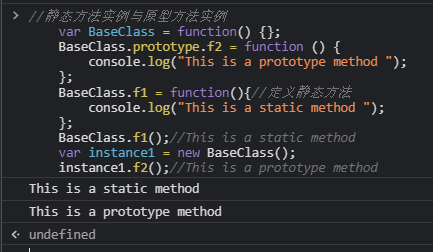 > //静态方法实例与原型方法实例
var BaseClass = function() {};
BaseClass.prototype.f2 = function () {
console.log("This is a prototype method ");
};
BaseClass.f1 = function(){//定义静态方法
console.log("This is a static method ");
};
BaseClass.f1();//This is a static method
var instance1 = new BaseClass();
instance1.f2();//This is a prototype method
This is a static method
This is a prototype method
undefined